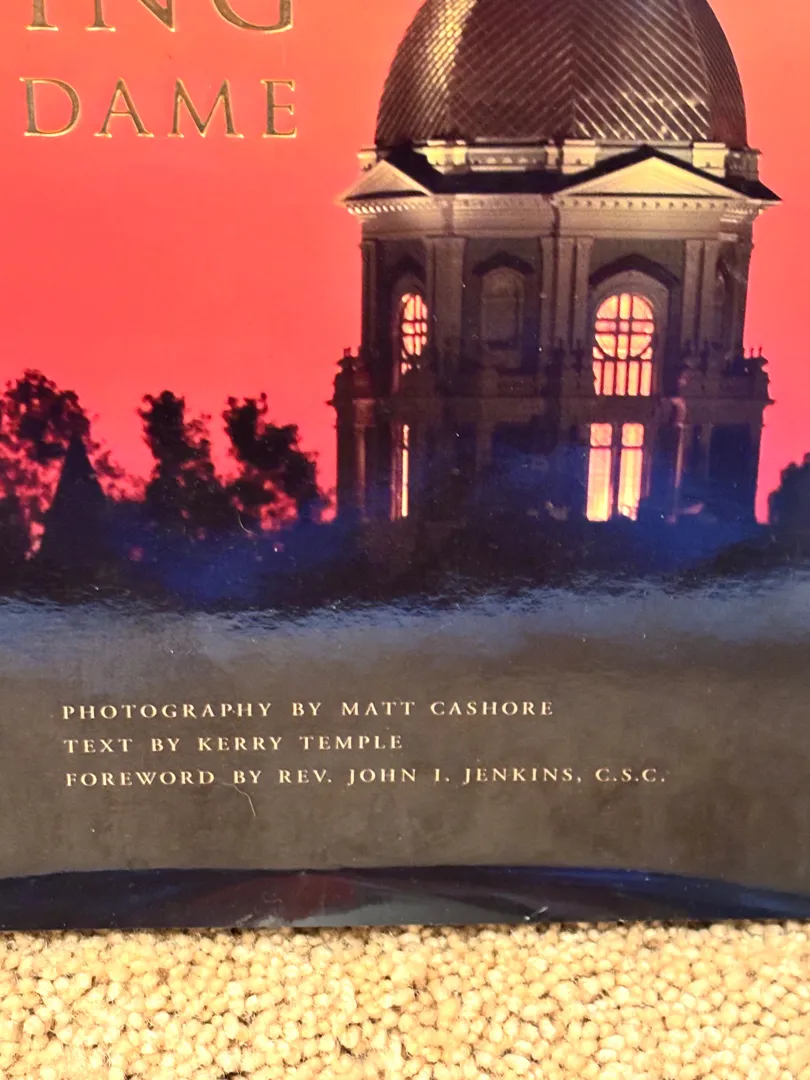 ING
DAME
PHOTOGRAPHY BY MATT CASHORE
TEXT BY KERRY TEMPLE
FOREWORD BY REV. JOHN I. JENKINS, C.S.C.